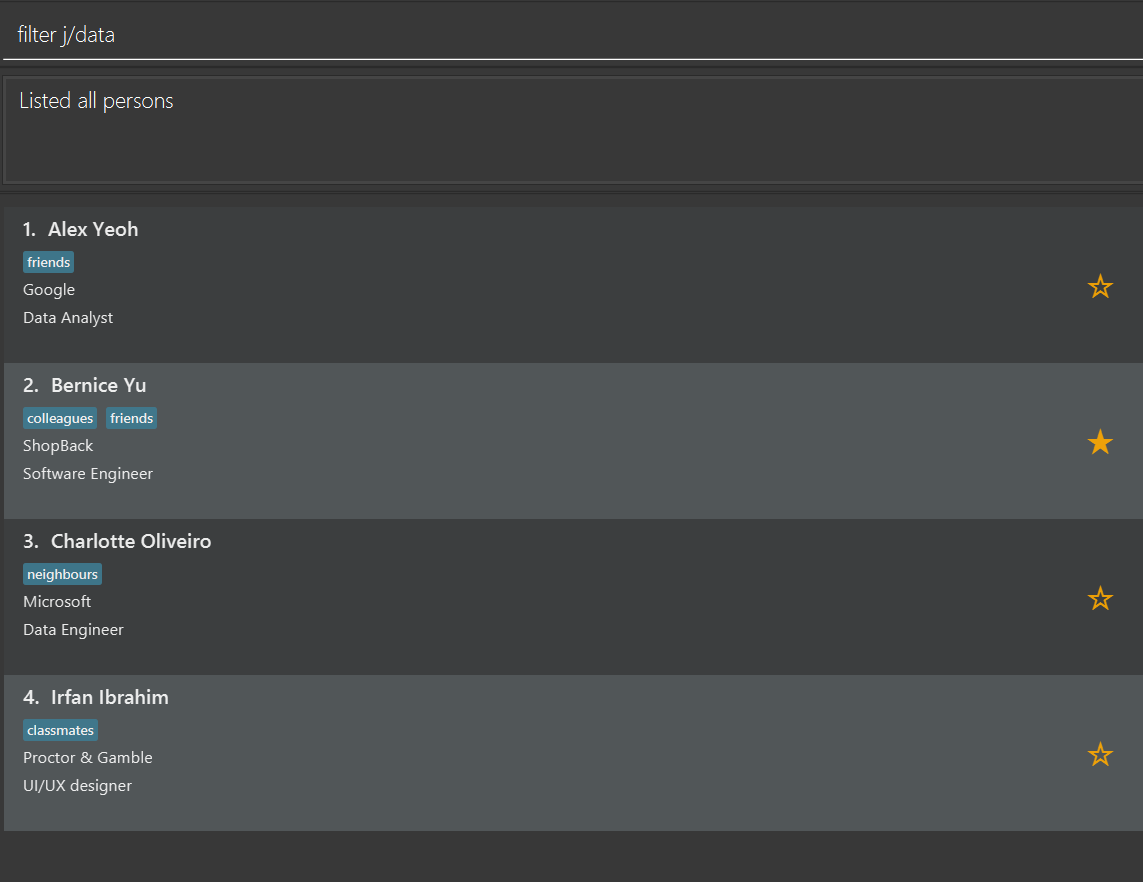 filter j/data
Listed all persons
1. Alex Yeoh
friends
Google
Data Analyst
2. Bernice Yu
colleagues friends
ShopBack
Software Engineer
3. Charlotte Oliveiro
neighbours
Microsoft
Data Engineer
4. Irfan Ibrahim
classmates
Proctor & Gamble
UI/UX designer